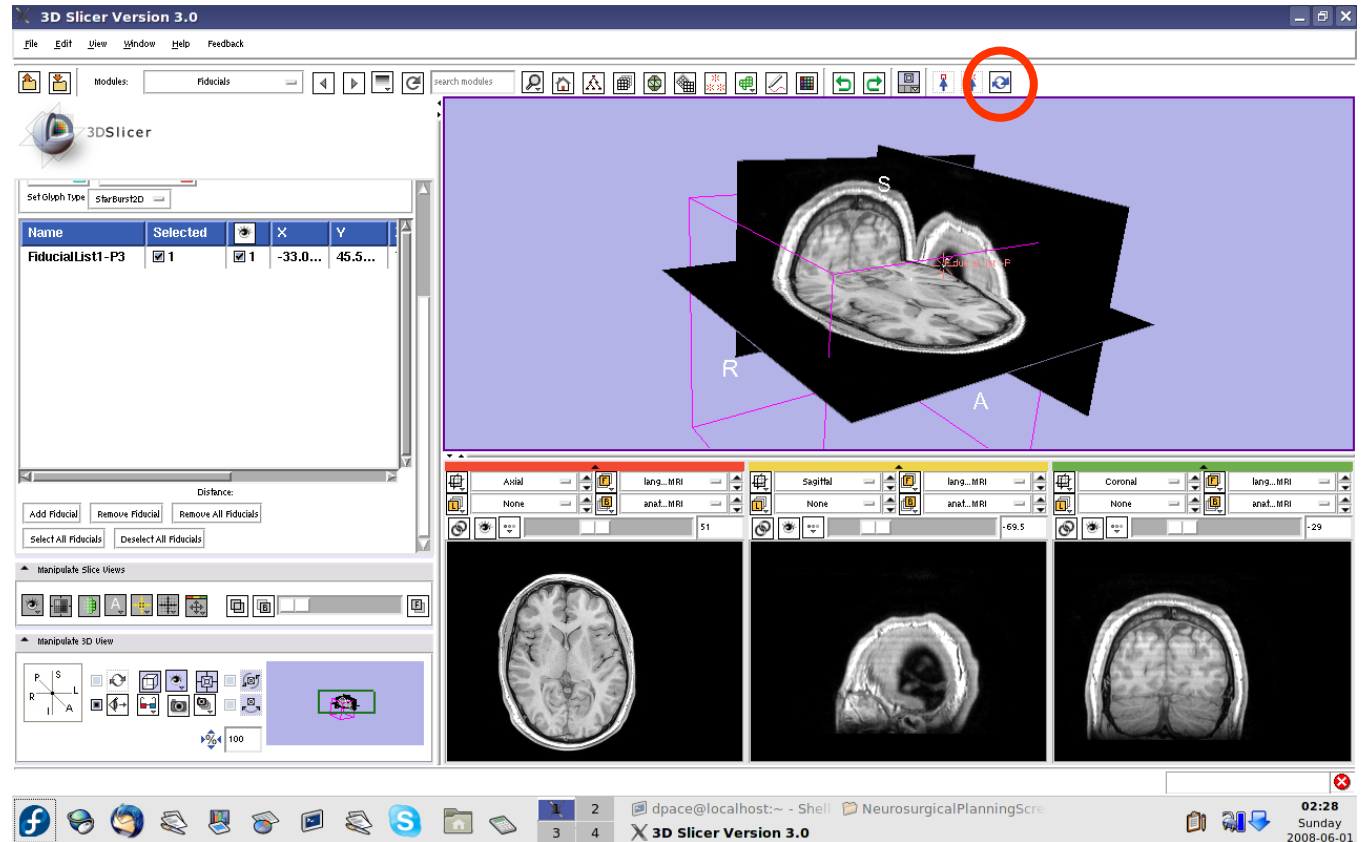 3D Slicer Version 3.0
File Edit View Window Help Feedback
Modules: Fiducials search modules
3DSlicer
Set Glyph Type StarBurst2D
Name Selected X Y
FiducialList1-P3 1 1 -33.0... 45.5...
Distance:
Add Fiducial Remove Fiducial Remove All Fiducials
Select All Fiducials Deselect All Fiducials
Manipulate Slice Views
A B F
Manipulate 3D View
P S
R L
I A
100
S
R
A
Axial F lang...MRI
L None B anat...MRI
51
Sagittal F lang...MRI
L None B anat...MRI
-69.5
Coronal F lang...MRI
L None B anat...MRI
-29
1 2 dpace@localhost:~ - Shell NeurosurgicalPlanningScre
3 4 3D Slicer Version 3.0
02:28
Sunday
2008-06-01